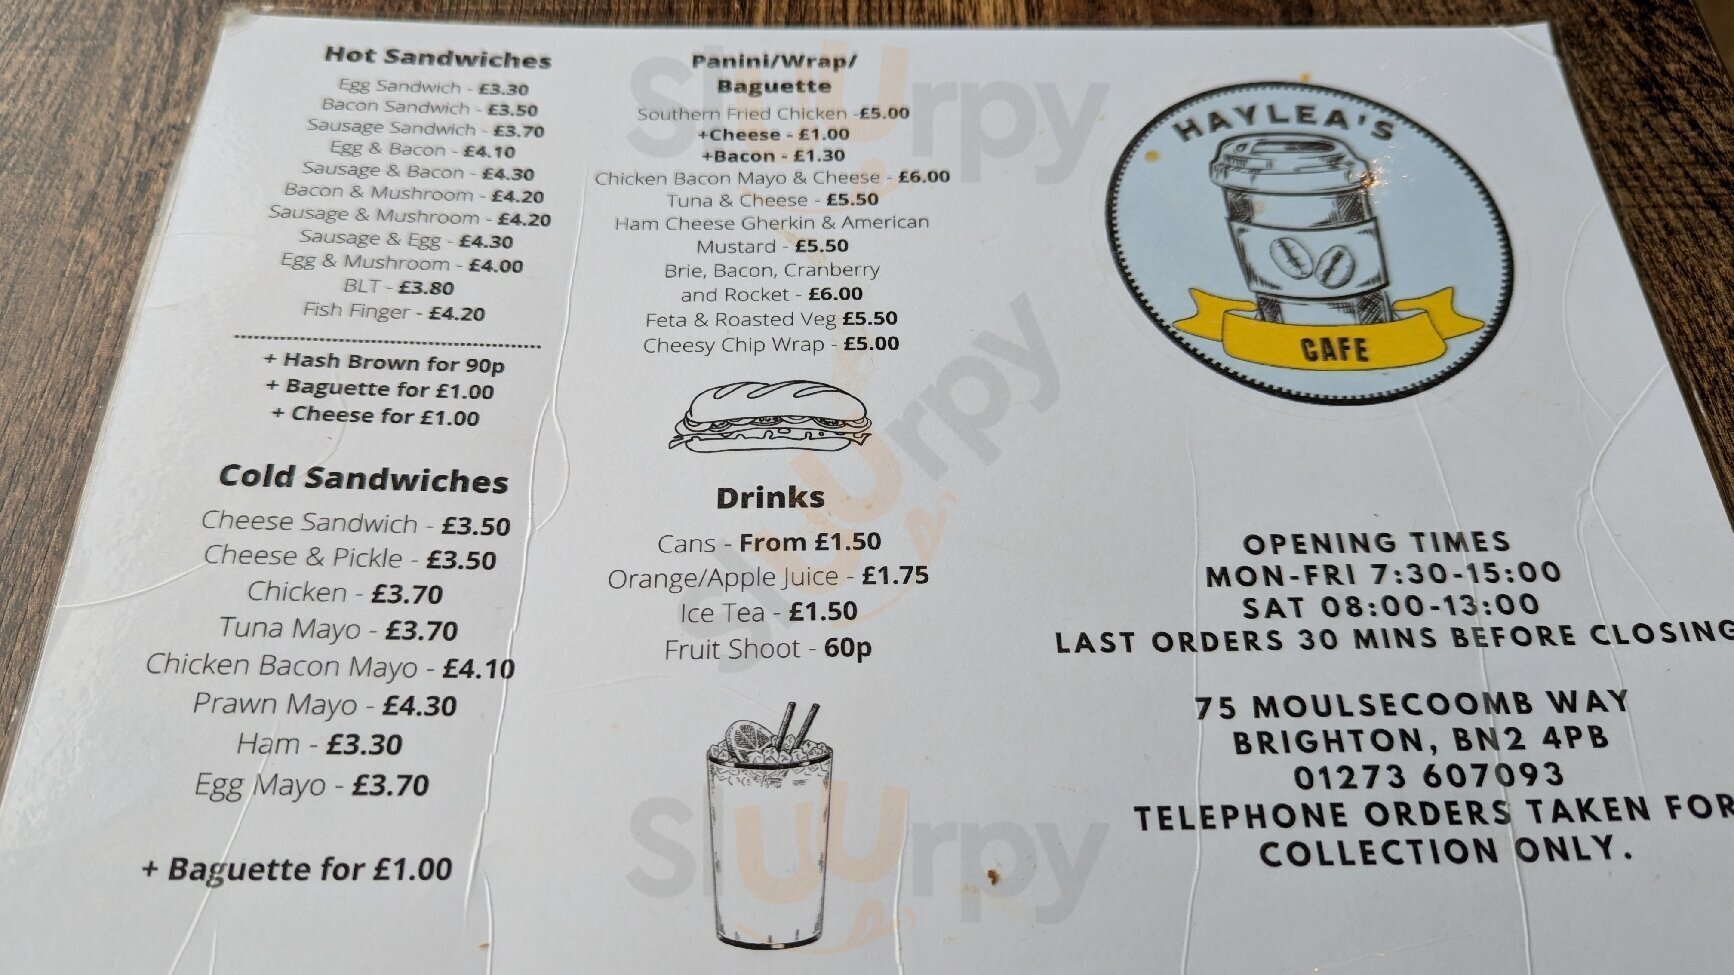 Hot Sandwiches
Egg Sandwich - £3.30
Bacon Sandwich - £3.50
Sausage Sandwich - £3.70
Egg & Bacon - £4.10
Sausage & Bacon - £4.30
Bacon & Mushroom - £4.20
Sausage & Mushroom - £4.20
Sausage & Egg - £4.30
Egg & Mushroom - £4.00
BLT - £3.80
Fish Finger - £4.20
+ Hash Brown for 90p
+ Baguette for £1.00
+ Cheese for £1.00
Cold Sandwiches
Cheese Sandwich - £3.50
Cheese & Pickle - £3.50
Chicken - £3.70
Tuna Mayo - £3.70
Chicken Bacon Mayo - £4.10
Prawn Mayo - £4.30
Ham - £3.30
Egg Mayo - £3.70
+ Baguette for £1.00
Panini/Wrap/
Baguette
Southern Fried Chicken -£5.00
+Cheese - £1.00
+Bacon - £1.30
Chicken Bacon Mayo & Cheese - £6.00
Tuna & Cheese - £5.50
Ham Cheese Gherkin & American
Mustard - £5.50
Brie, Bacon, Cranberry
and Rocket - £6.00
Feta & Roasted Veg £5.50
Cheesy Chip Wrap - £5.00
Drinks
Cans - From £1.50
Orange/Apple Juice - £1.75
Ice Tea - £1.50
Fruit Shoot - 60p
HAYLEA'S
CAFE
OPENING TIMES
MON-FRI 7:30-15:00
SAT 08:00-13:00
LAST ORDERS 30 MINS BEFORE CLOSING
75 MOULSECOOMB WAY
BRIGHTON, BN2 4PB
01273 607093
TELEPHONE ORDERS TAKEN FOR
COLLECTION ONLY.
Sluurpy
Sluurpy
Sluurpy